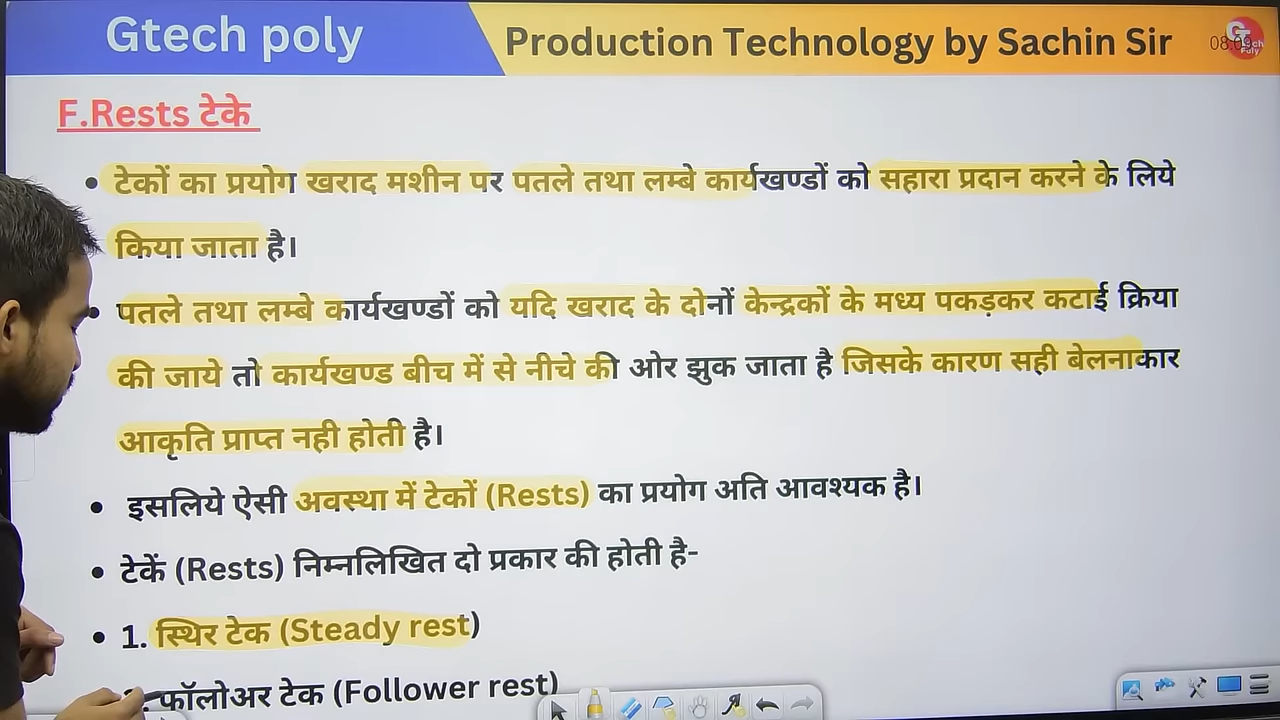 Gtech poly
Production Technology by Sachin Sir
F.Rests टेके
• टेकों का प्रयोग खराद मशीन पर पतले तथा लम्बे कार्यखण्डों को सहारा प्रदान करने के लिये
किया जाता है।
• पतले तथा लम्बे कार्यखण्डों को यदि खराद के दोनों केन्द्रकों के मध्य पकड़कर कटाई क्रिया
की जाये तो कार्यखण्ड बीच में से नीचे की ओर झुक जाता है जिसके कारण सही बेलनाकार
आकृति प्राप्त नही होती है।
• इसलिये ऐसी अवस्था में टेकों (Rests) का प्रयोग अति आवश्यक है।
• टेकें (Rests) निम्नलिखित दो प्रकार की होती है-
• 1. स्थिर टेक (Steady rest)
फॉलोअर टेक (Follower rest)